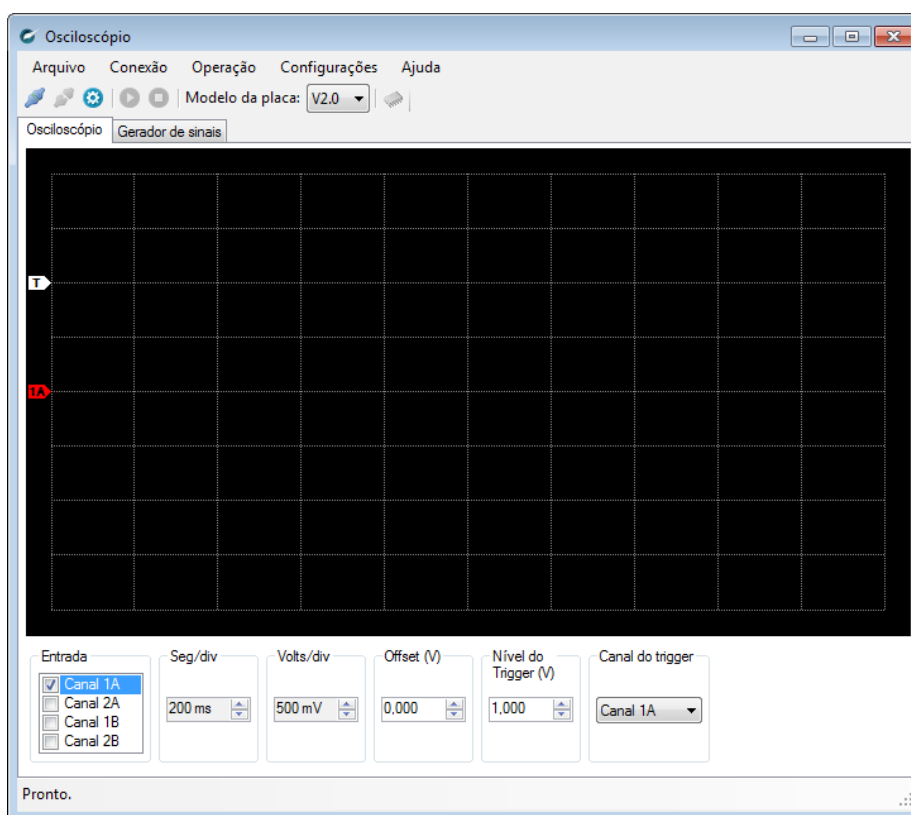 Osciloscópio
Arquivo Conexão Operação Configurações Ajuda
Modelo da placa: V2.0
Osciloscópio Gerador de sinais
T
1A
Entrada Seg/div Volts/div Offset (V) Nível do Trigger (V) Canal do trigger
Canal 1A
Canal 2A
Canal 1B
Canal 2B
200 ms 500 mV 0,000 1,000 Canal 1A
Pronto.